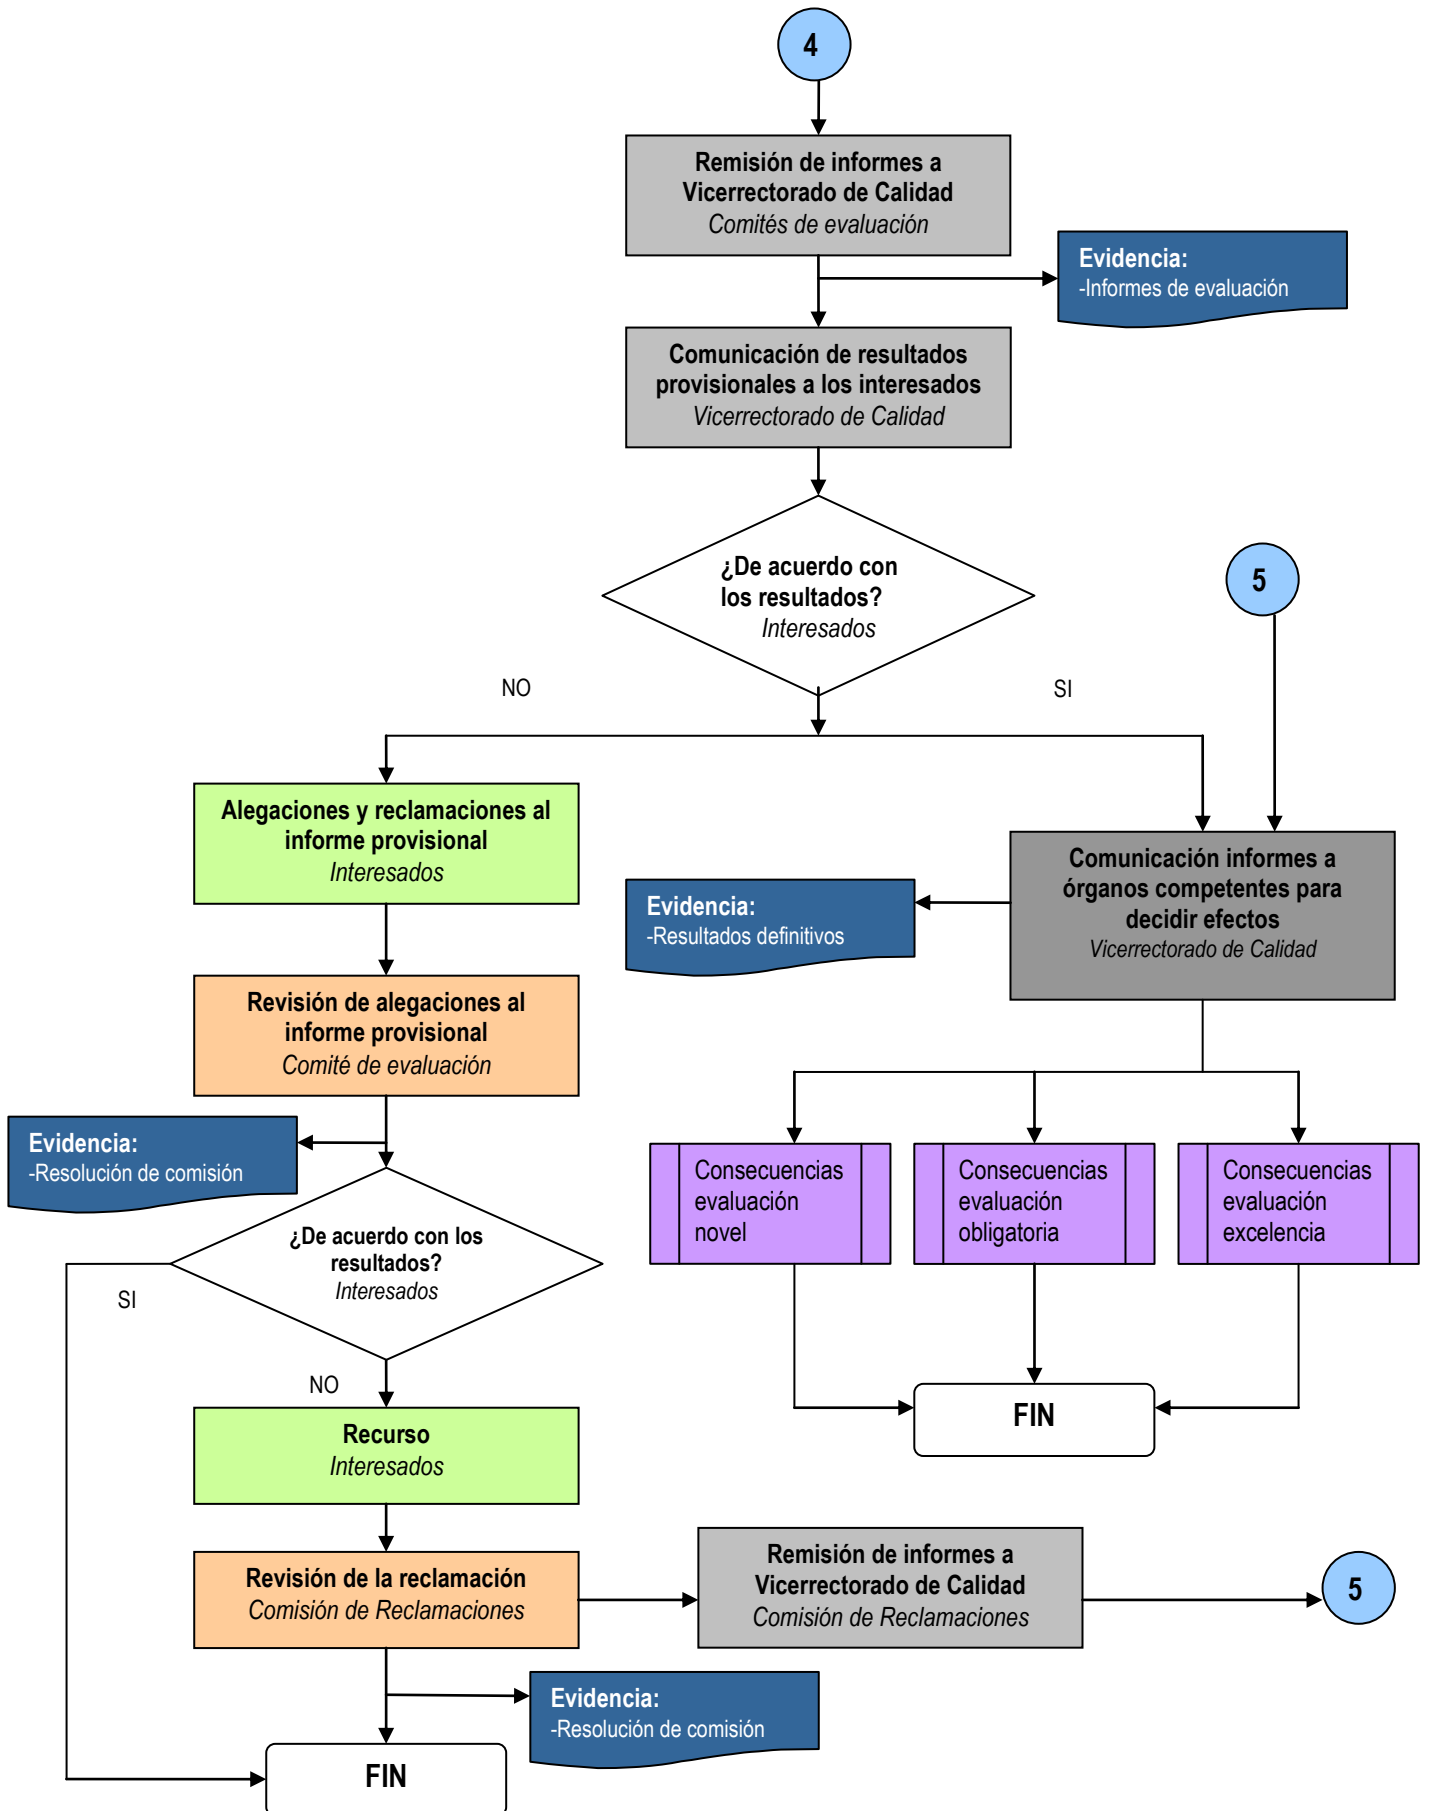 4
Remisión de informes a
Vicerrectorado de Calidad
Comités de evaluación
Evidencia:
-Informes de evaluación
Comunicación de resultados
provisionales a los interesados
Vicerrectorado de Calidad
¿De acuerdo con
los resultados?
Interesados
5
NO
SI
Alegaciones y reclamaciones al
informe provisional
Interesados
Comunicación informes a
órganos competentes para
decidir efectos
Vicerrectorado de Calidad
Evidencia:
-Resultados definitivos
Revisión de alegaciones al
informe provisional
Comité de evaluación
Evidencia:
-Resolución de comisión
Consecuencias
evaluación
novel
Consecuencias
evaluación
obligatoria
Consecuencias
evaluación
excelencia
¿De acuerdo con los
resultados?
Interesados
SI
NO
FIN
Recurso
Interesados
Revisión de la reclamación
Comisión de Reclamaciones
Remisión de informes a
Vicerrectorado de Calidad
Comisión de Reclamaciones
5
Evidencia:
-Resolución de comisión
FIN